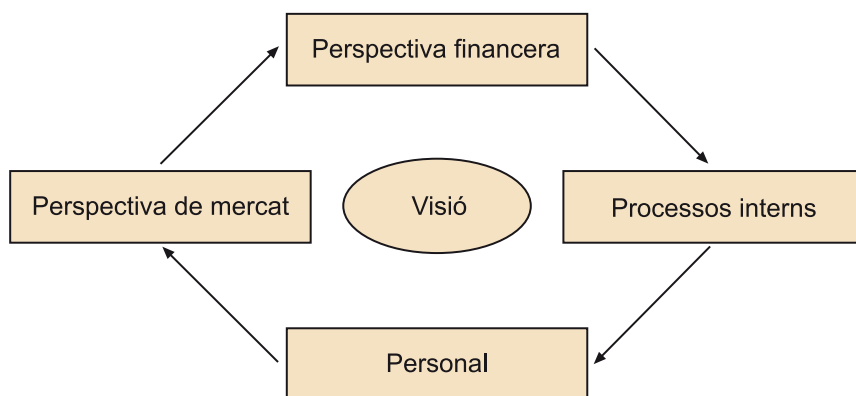 Perspectiva financera
Perspectiva de mercat
Visió
Processos interns
Personal